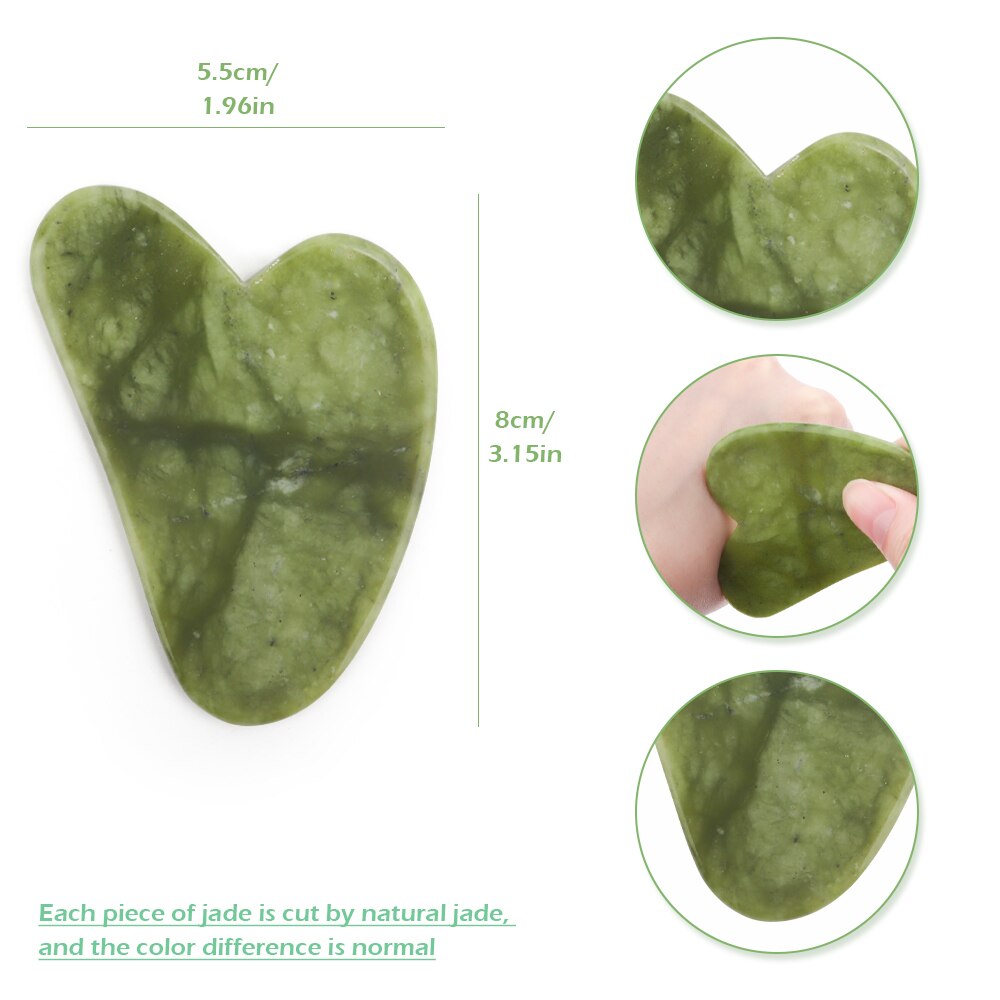 5.5cm/
1.96in
8cm/
3.15in
Each piece of jade is cut by natural jade,
and the color difference is normal